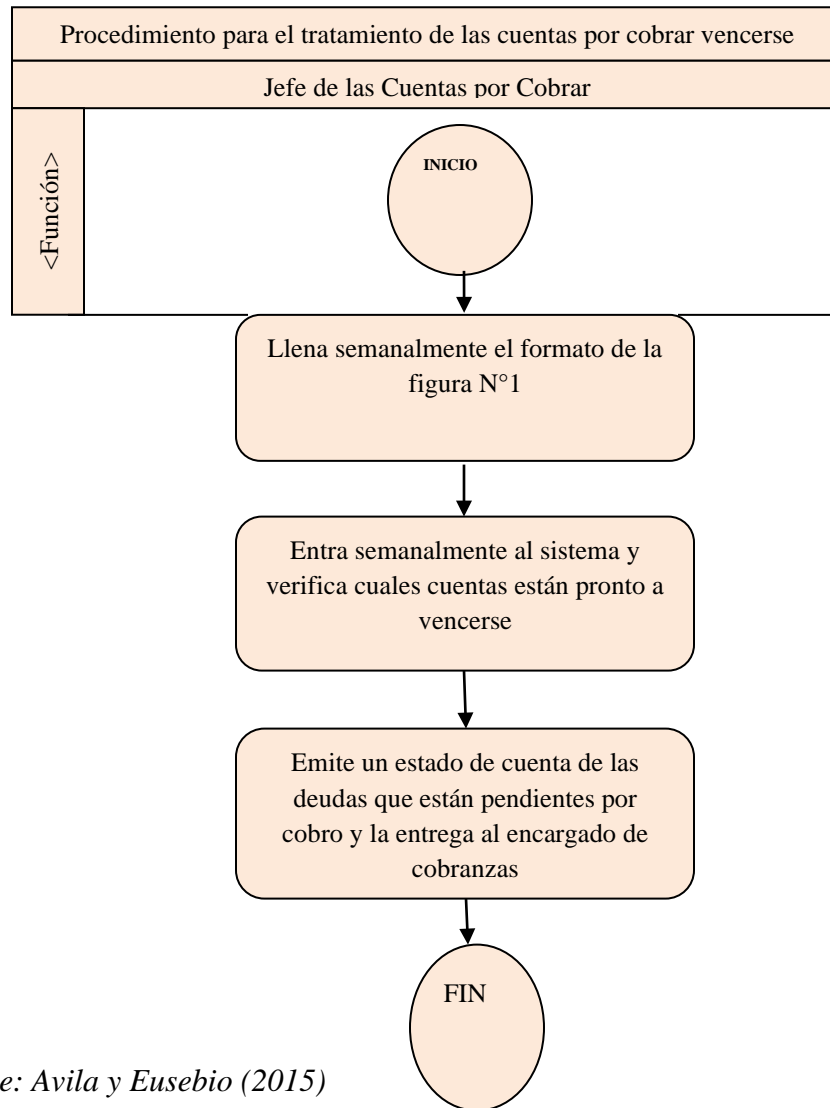 Procedimiento para el tratamiento de las cuentas por cobrar vencerse
Jefe de las Cuentas por Cobrar
<Función>
INICIO
Llena semanalmente el formato de la
figura N°1
Entra semanalmente al sistema y
verifica cuales cuentas están pronto a
vencerse
Emite un estado de cuenta de las
deudas que están pendientes por
cobro y la entrega al encargado de
cobranzas
FIN
e: Avila y Eusebio (2015)